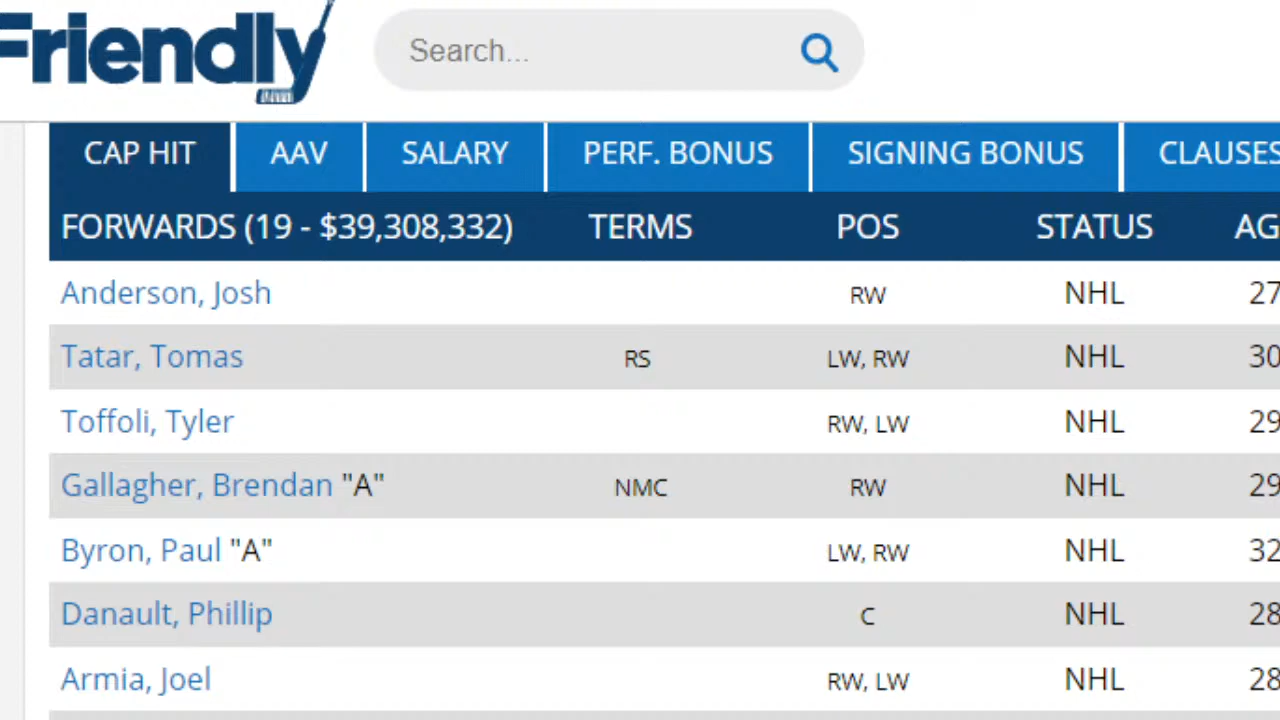 Friendly Search...
CAP HIT AAV SALARY PERF. BONUS SIGNING BONUS CLAUSES
FORWARDS (19 - $39,308,332) TERMS POS STATUS AG
Anderson, Josh RW NHL 27
Tatar, Tomas RS LW, RW NHL 30
Toffoli, Tyler RW, LW NHL 29
Gallagher, Brendan "A" NMC RW NHL 29
Byron, Paul "A" LW, RW NHL 32
Danault, Phillip C NHL 28
Armia, Joel RW, LW NHL 28